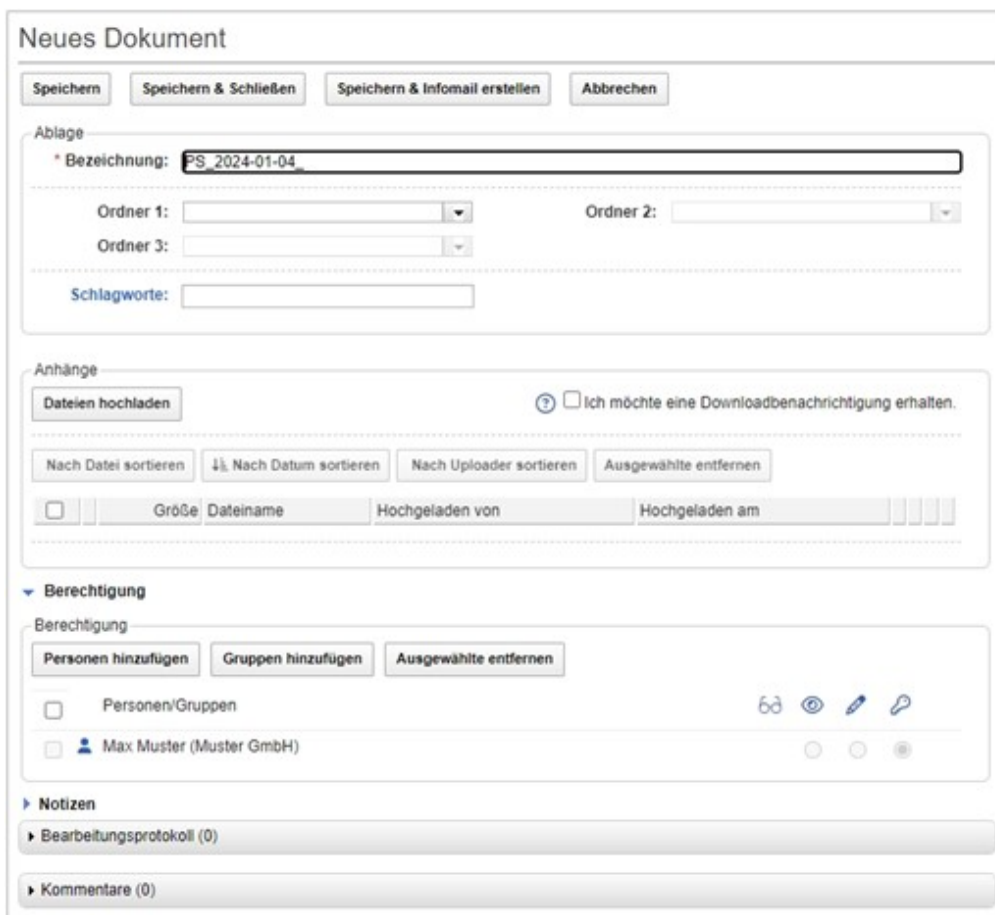 Neues Dokument
Speichern Speichern & Schließen Speichern & Infomail erstellen Abbrechen
Ablage
* Bezeichnung: PS_2024-01-04_
Ordner 1: Ordner 2:
Ordner 3:
Schlagworte:
Anhänge
Dateien hochladen ? Ich möchte eine Downloadbenachrichtigung erhalten.
Nach Datei sortieren Nach Datum sortieren Nach Uploader sortieren Ausgewählte entfernen
Größe Dateiname Hochgeladen von Hochgeladen am
Berechtigung
Berechtigung
Personen hinzufügen Gruppen hinzufügen Ausgewählte entfernen
Personen/Gruppen
Max Muster (Muster GmbH)
Notizen
Bearbeitungsprotokoll (0)
Kommentare (0)